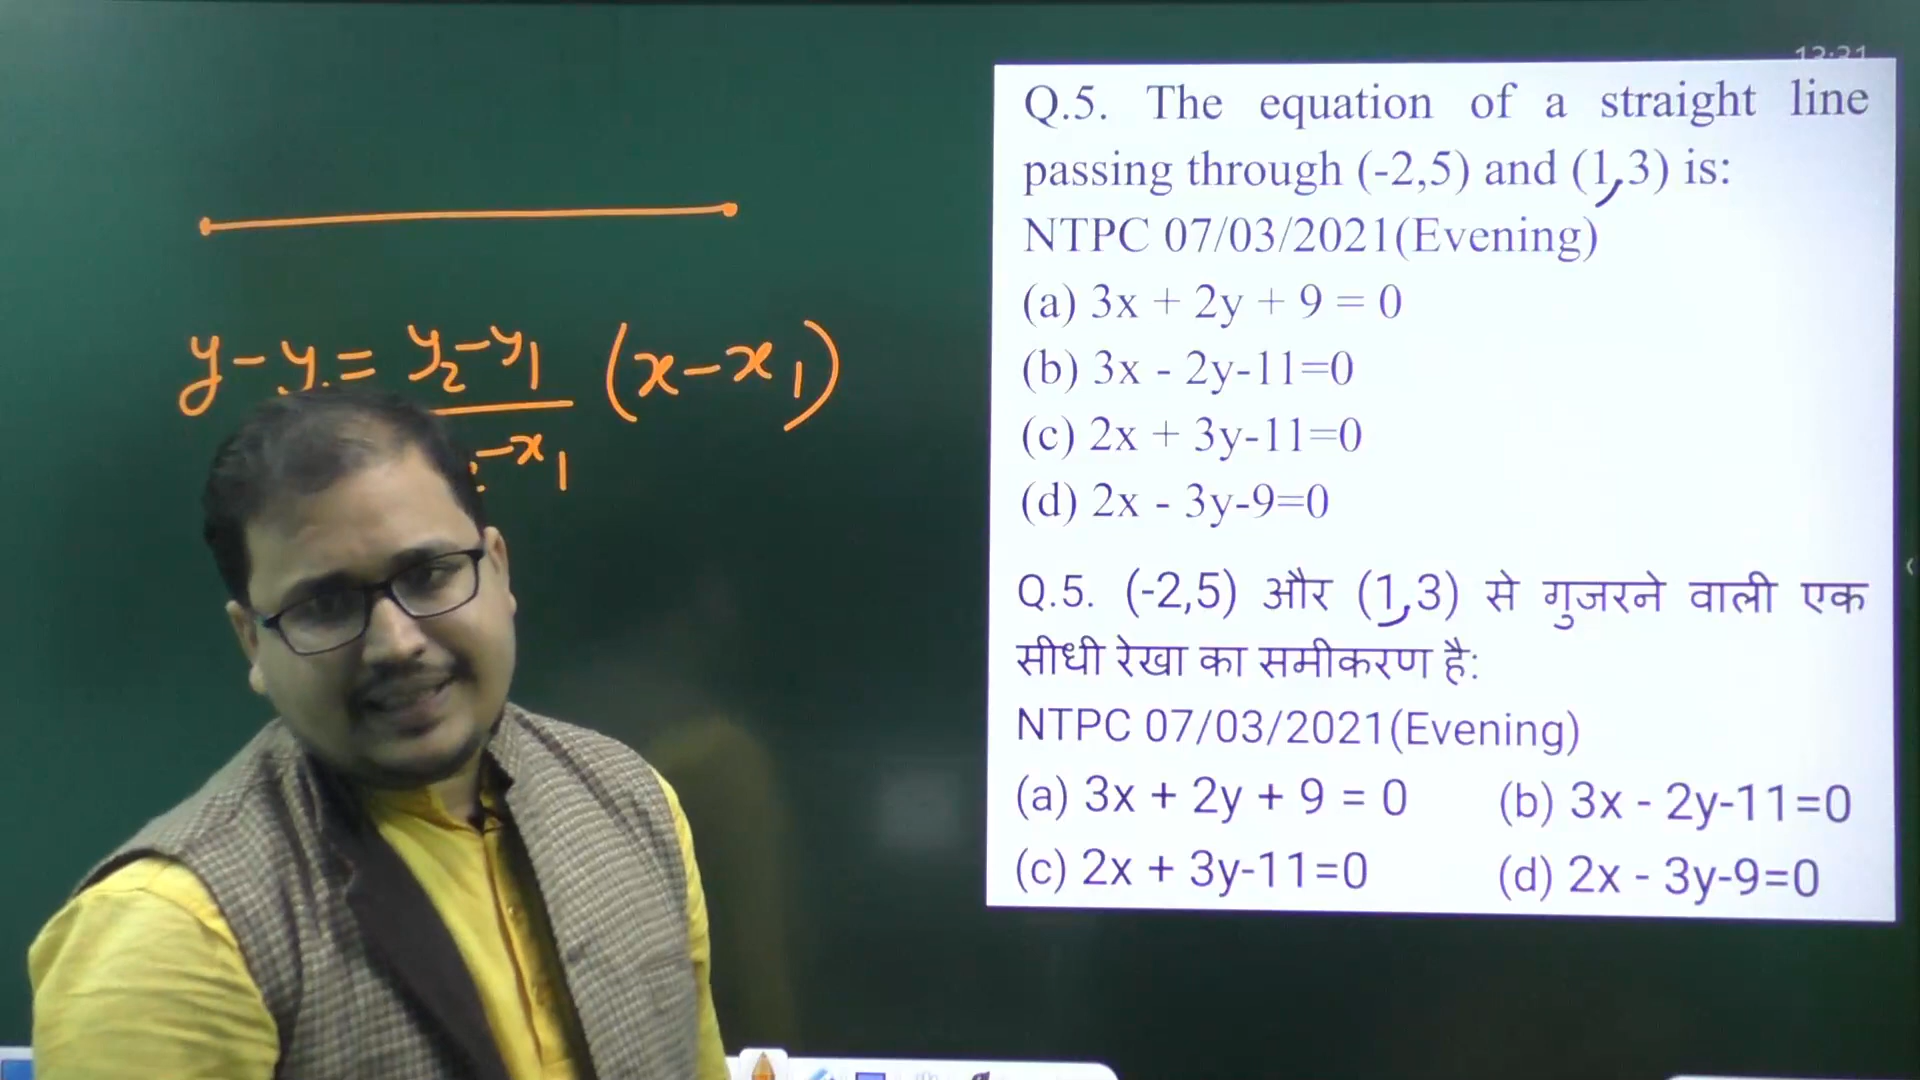 12:31
Q.5. The equation of a straight line
passing through (-2,5) and (1,3) is:
NTPC 07/03/2021(Evening)
(a) 3x + 2y + 9 = 0
(b) 3x - 2y-11=0
(c) 2x + 3y-11=0
(d) 2x - 3y-9=0
Q.5. (-2,5) और (1,3) से गुजरने वाली एक
सीधी रेखा का समीकरण है:
NTPC 07/03/2021(Evening)
(a) 3x + 2y + 9 = 0 (b) 3x - 2y-11=0
(c) 2x + 3y-11=0 (d) 2x - 3y-9=0
y-y = y2-y1 (x-x1)
-x1